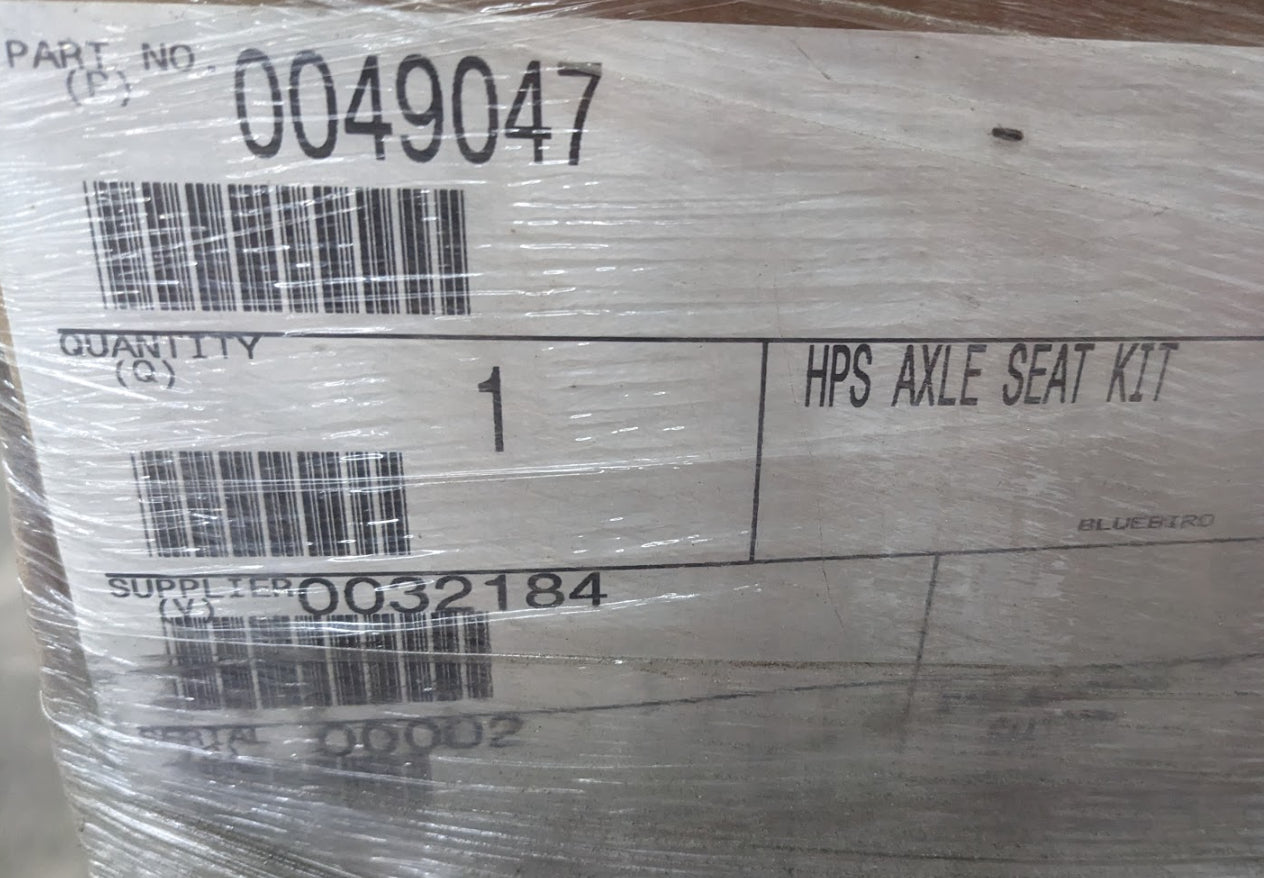 PART NO. 0049047
(P)
QUANTITY
(Q)
1
HPS AXLE SEAT KIT
BLUEBIRD
SUPPLIER 0032184
(V)
SERIAL 00002